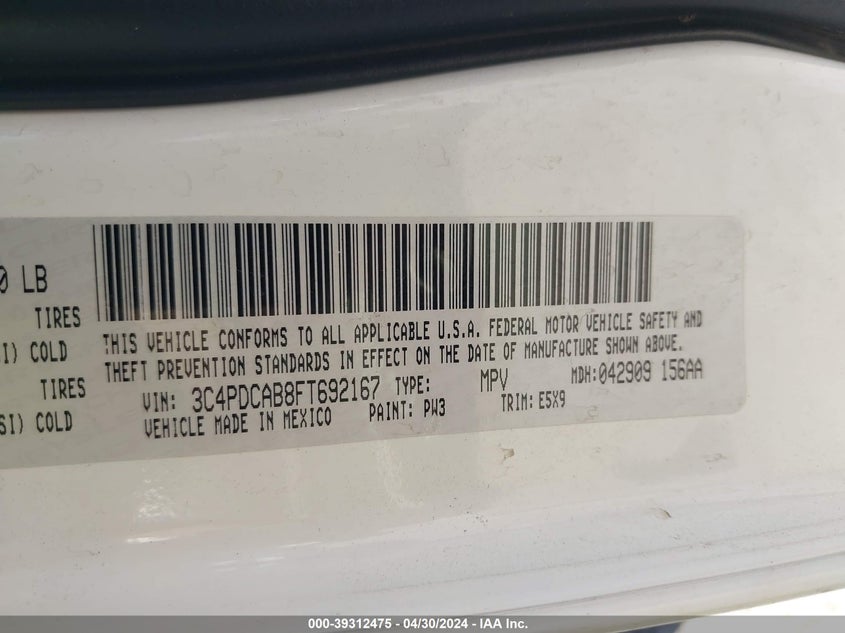 0 LB
TIRES
I) COLD
TIRES
SI) COLD
THIS VEHICLE CONFORMS TO ALL APPLICABLE U.S.A. FEDERAL MOTOR VEHICLE SAFETY AND
THEFT PREVENTION STANDARDS IN EFFECT ON THE DATE OF MANUFACTURE SHOWN ABOVE.
VIN: 3C4PDCAB8FT692167 TYPE: MPV MDH:042909 156AA
VEHICLE MADE IN MEXICO PAINT: PW3 TRIM: E5X9
000-39312475 - 04/30/2024 - IAA Inc.